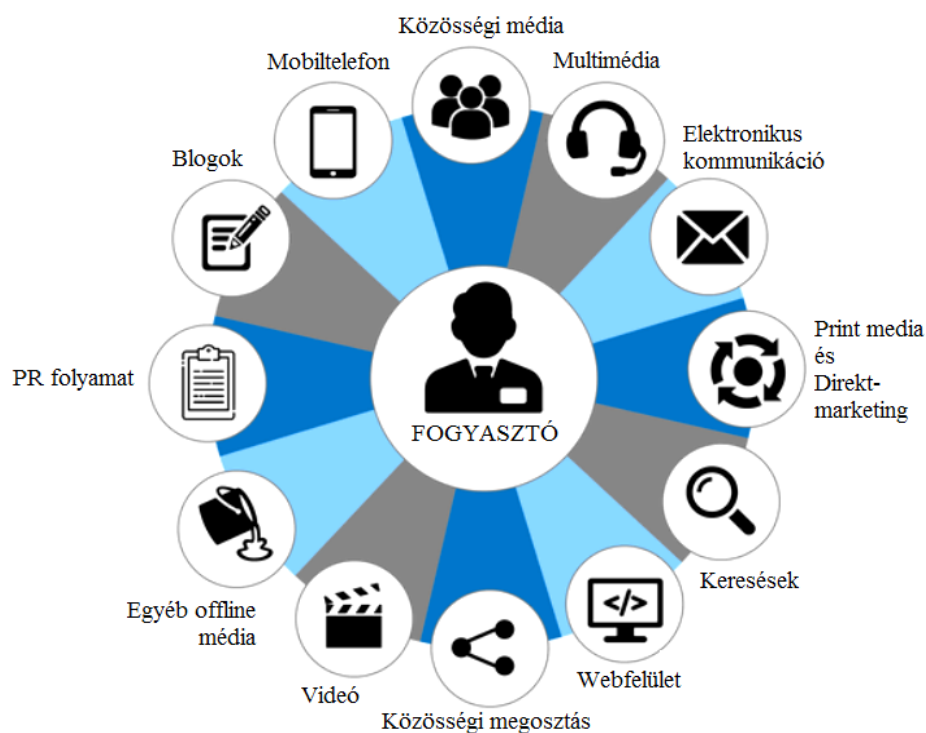 Közösségi média
Mobiltelefon
Multimédia
Elektronikus
kommunikáció
Blogok
Print media
és
Direkt-
marketing
PR folyamat
FOGYASZTÓ
Keresések
Egyéb offline
média
</>
Webfelület
Videó
Közösségi megosztás